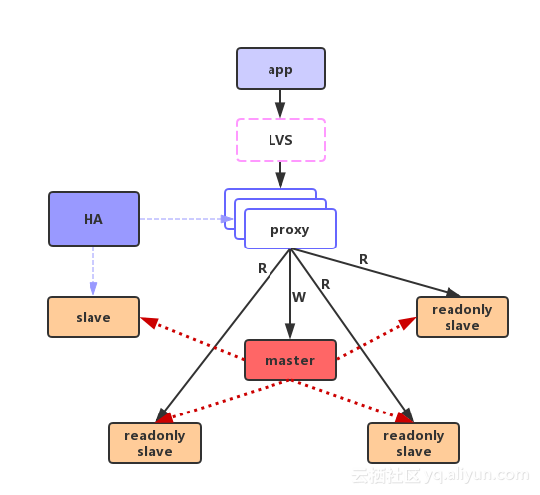 app
LVS
HA
proxy
R
R
R
W
slave
readonly
slave
master
readonly
slave
readonly
slave
云栖社区 yq.aliyun.com